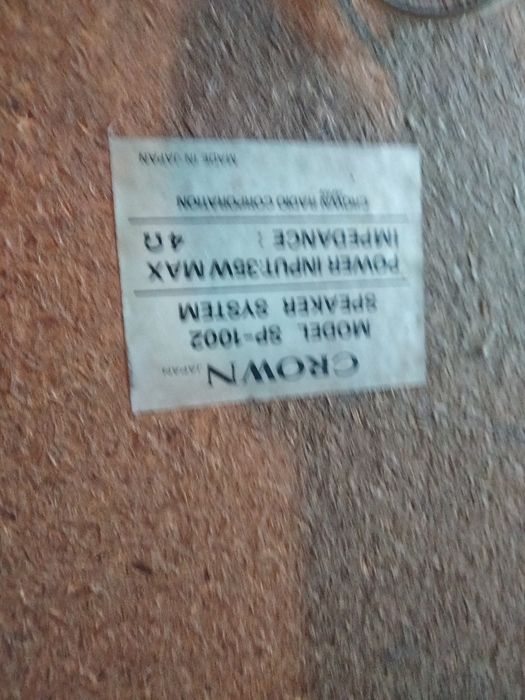 CROWN JAPAN
MODEL SP-1002
SPEAKER SYSTEM
POWER INPUT:35W MAX
IMPEDANCE : 4Ω
CROWN RADIO CORPORATION
MADE IN JAPAN